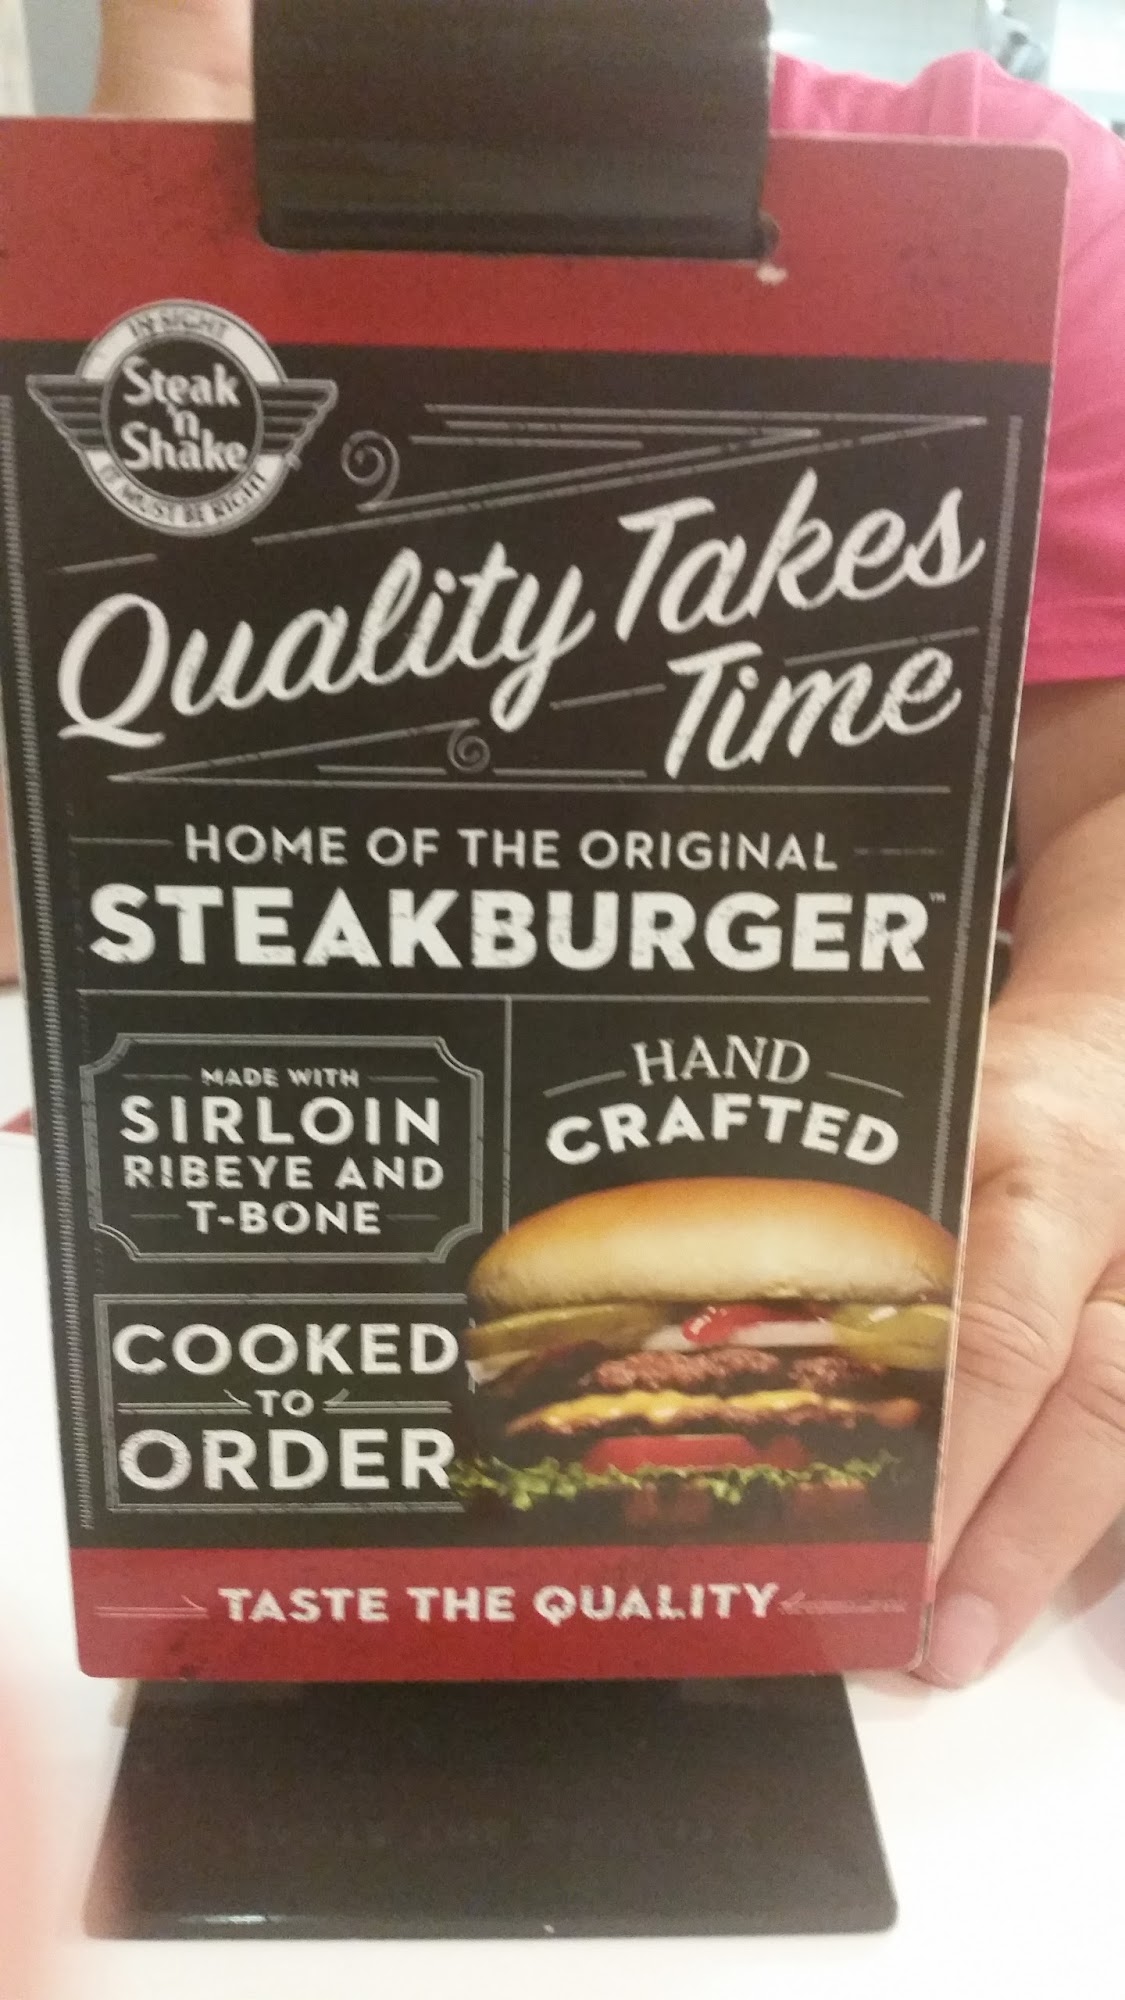 IN SIGHT
Steak
'n
Shake
IT MUST BE RIGHT
Quality Takes
Time
HOME OF THE ORIGINAL
STEAKBURGER™
MADE WITH
SIRLOIN
RIBEYE AND
T-BONE
HAND
CRAFTED
COOKED
TO
ORDER
TASTE THE QUALITY